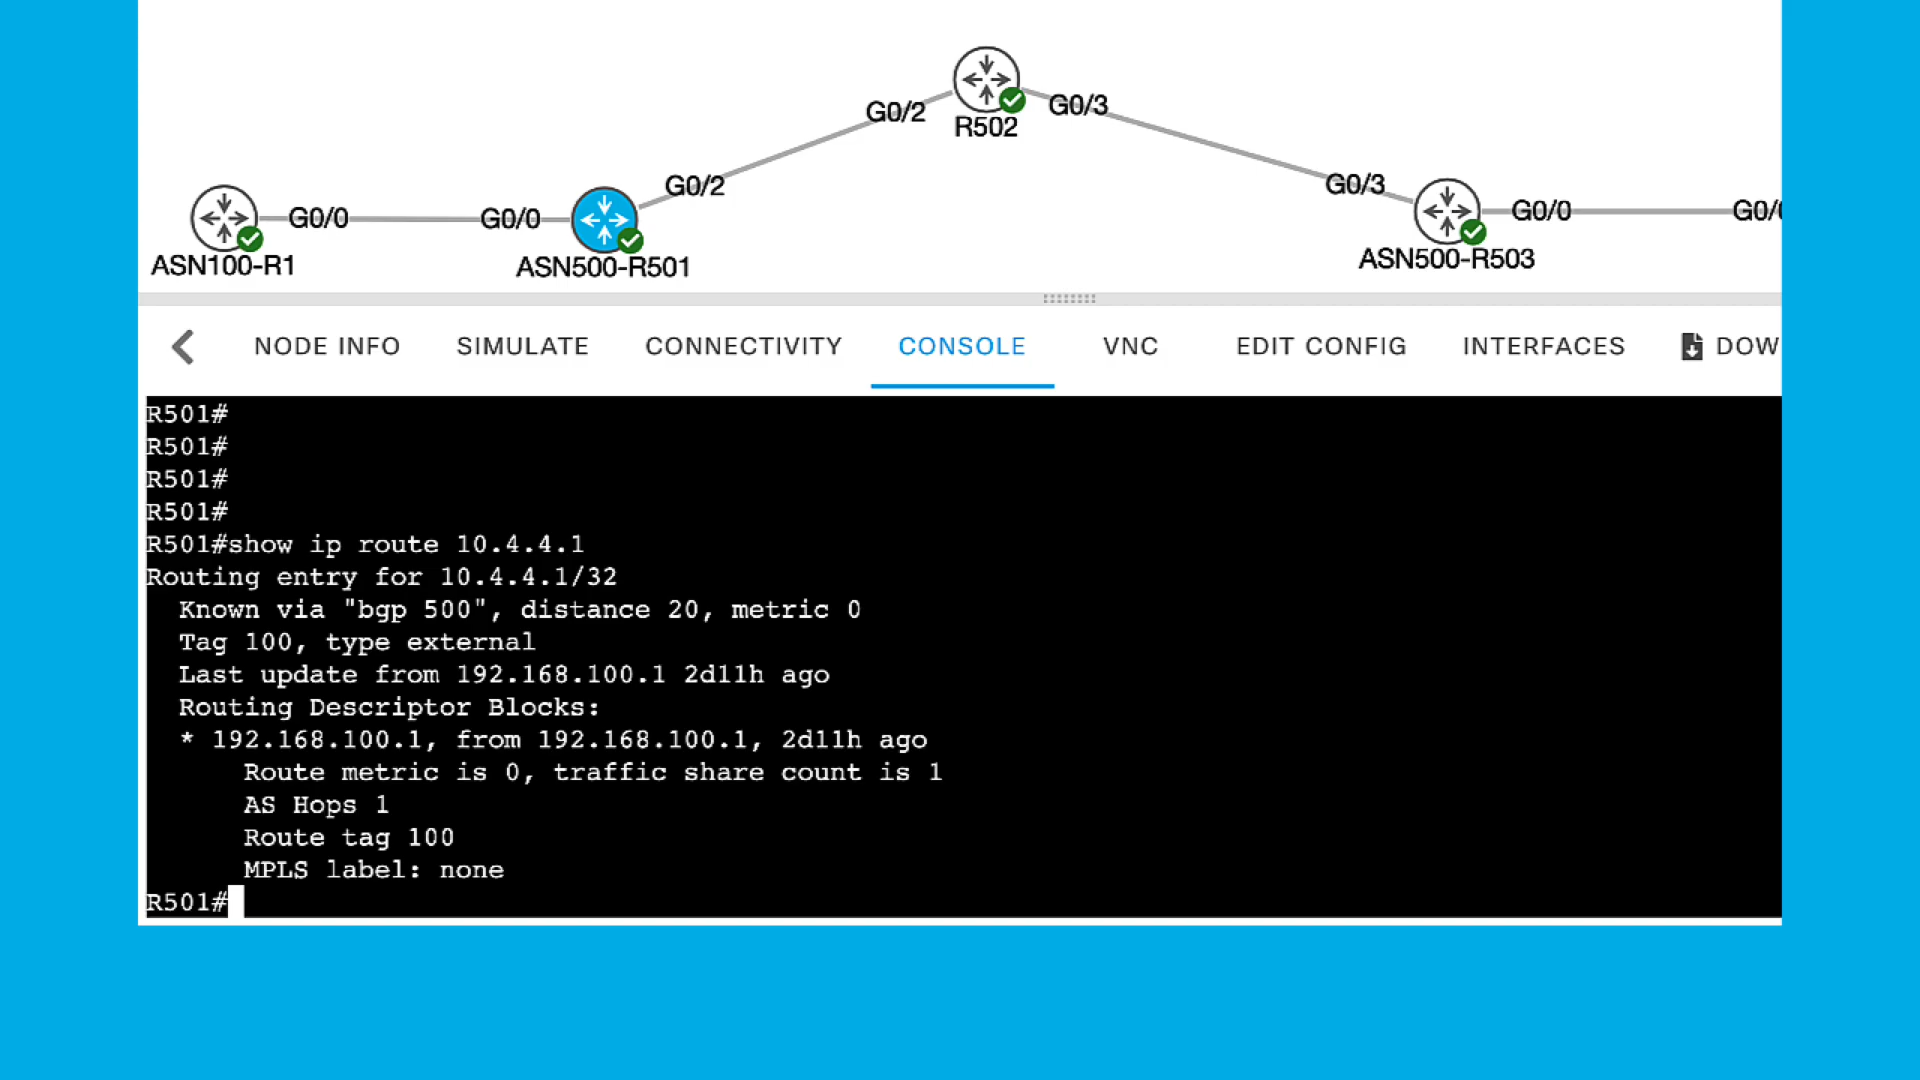 R502
G0/2
G0/3
G0/2
G0/3
G0/0
G0/0
G0/0
ASN100-R1
ASN500-R501
ASN500-R503
NODE INFO
SIMULATE
CONNECTIVITY
CONSOLE
VNC
EDIT CONFIG
INTERFACES
DOW
R501#
R501#
R501#
R501#
R501#show ip route 10.4.4.1
Routing entry for 10.4.4.1/32
Known via "bgp 500", distance 20, metric 0
Tag 100, type external
Last update from 192.168.100.1 2d11h ago
Routing Descriptor Blocks:
* 192.168.100.1, from 192.168.100.1, 2d11h ago
Route metric is 0, traffic share count is 1
AS Hops 1
Route tag 100
MPLS label: none
R501#